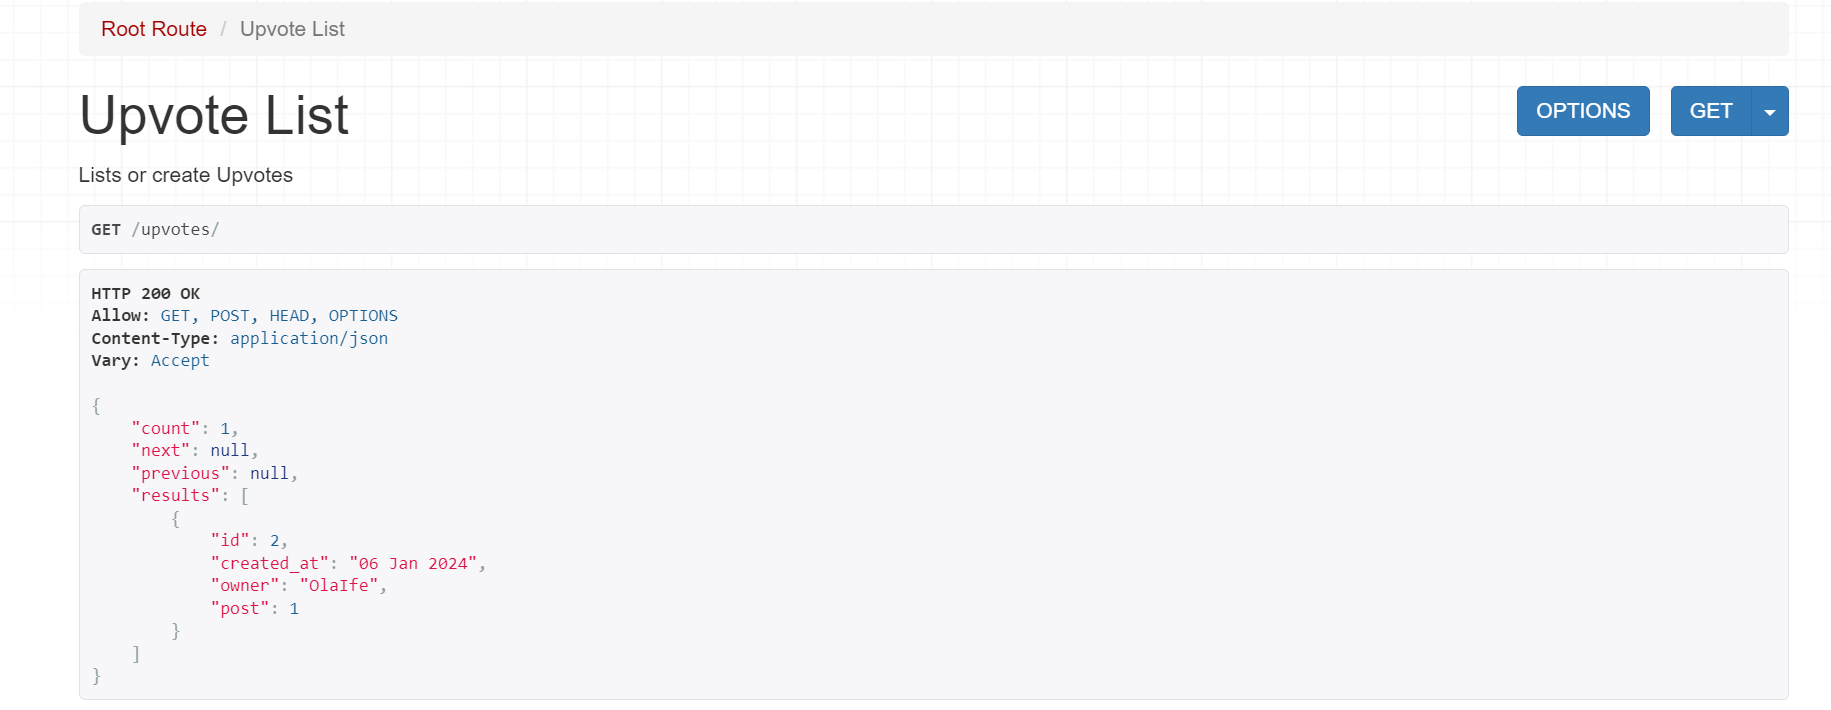 Root Route / Upvote List
Upvote List
OPTIONS
GET
Lists or create Upvotes
GET /upvotes/
HTTP 200 OK
Allow: GET, POST, HEAD, OPTIONS
Content-Type: application/json
Vary: Accept
{
    "count": 1,
    "next": null,
    "previous": null,
    "results": [
        {
            "id": 2,
            "created_at": "06 Jan 2024",
            "owner": "OlaIfe",
            "post": 1
        }
    ]
}